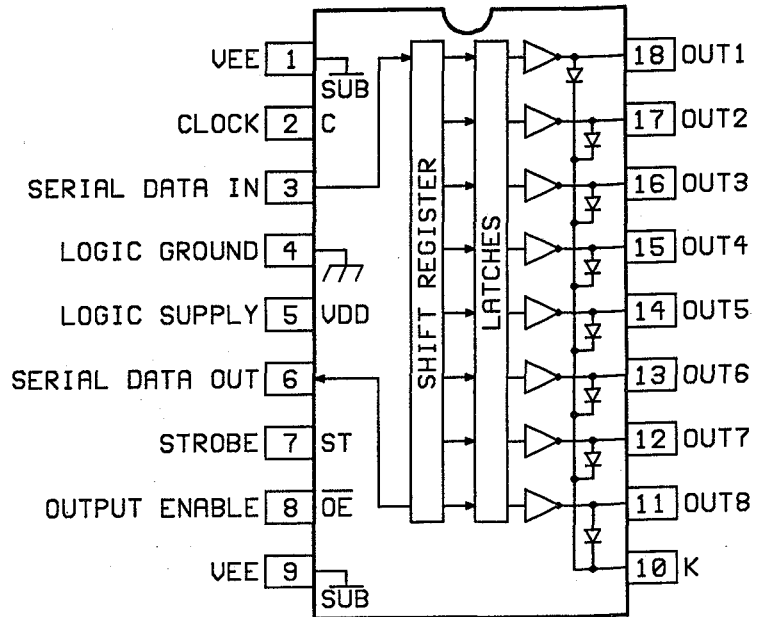 VEE 1 SUB
CLOCK 2 C
SERIAL DATA IN 3
LOGIC GROUND 4
LOGIC SUPPLY 5 VDD
SERIAL DATA OUT 6
STROBE 7 ST
OUTPUT ENABLE 8 OE
VEE 9 SUB
SHIFT REGISTER
LATCHES
18 OUT1
17 OUT2
16 OUT3
15 OUT4
14 OUT5
13 OUT6
12 OUT7
11 OUT8
10 K